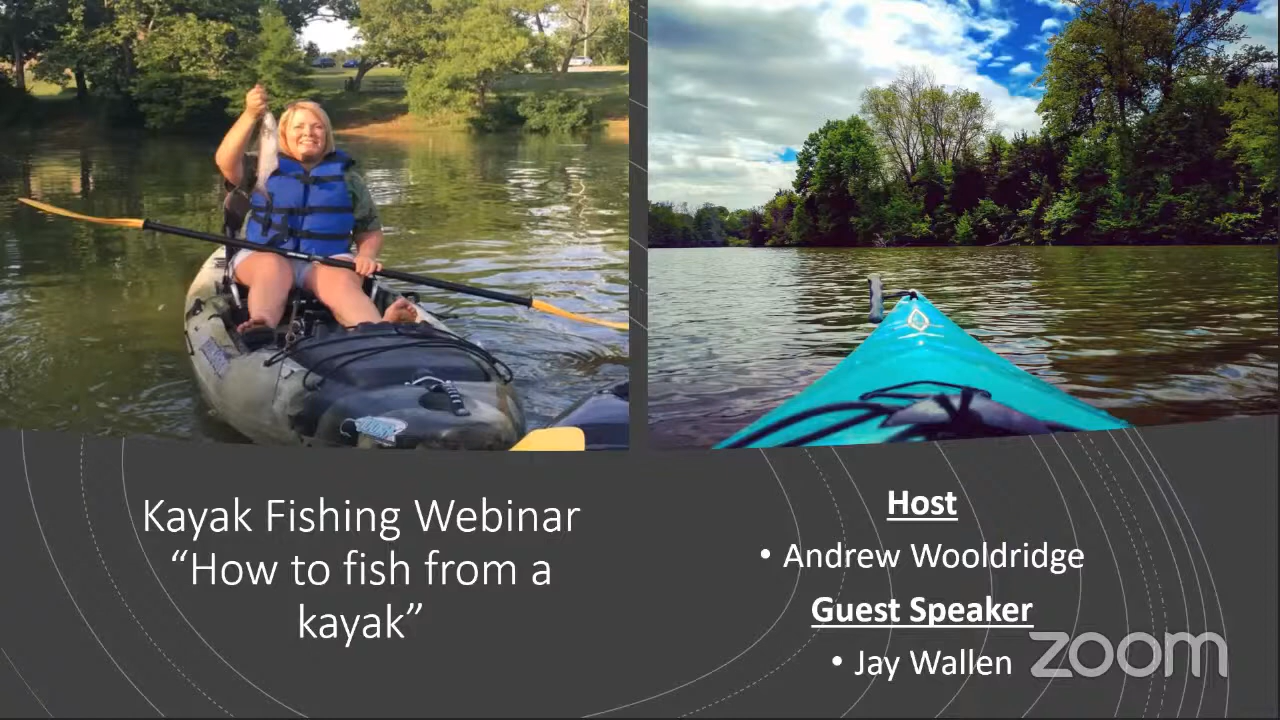 Kayak Fishing Webinar
“How to fish from a
kayak”
Host
• Andrew Wooldridge
Guest Speaker
• Jay Wallen
zoom